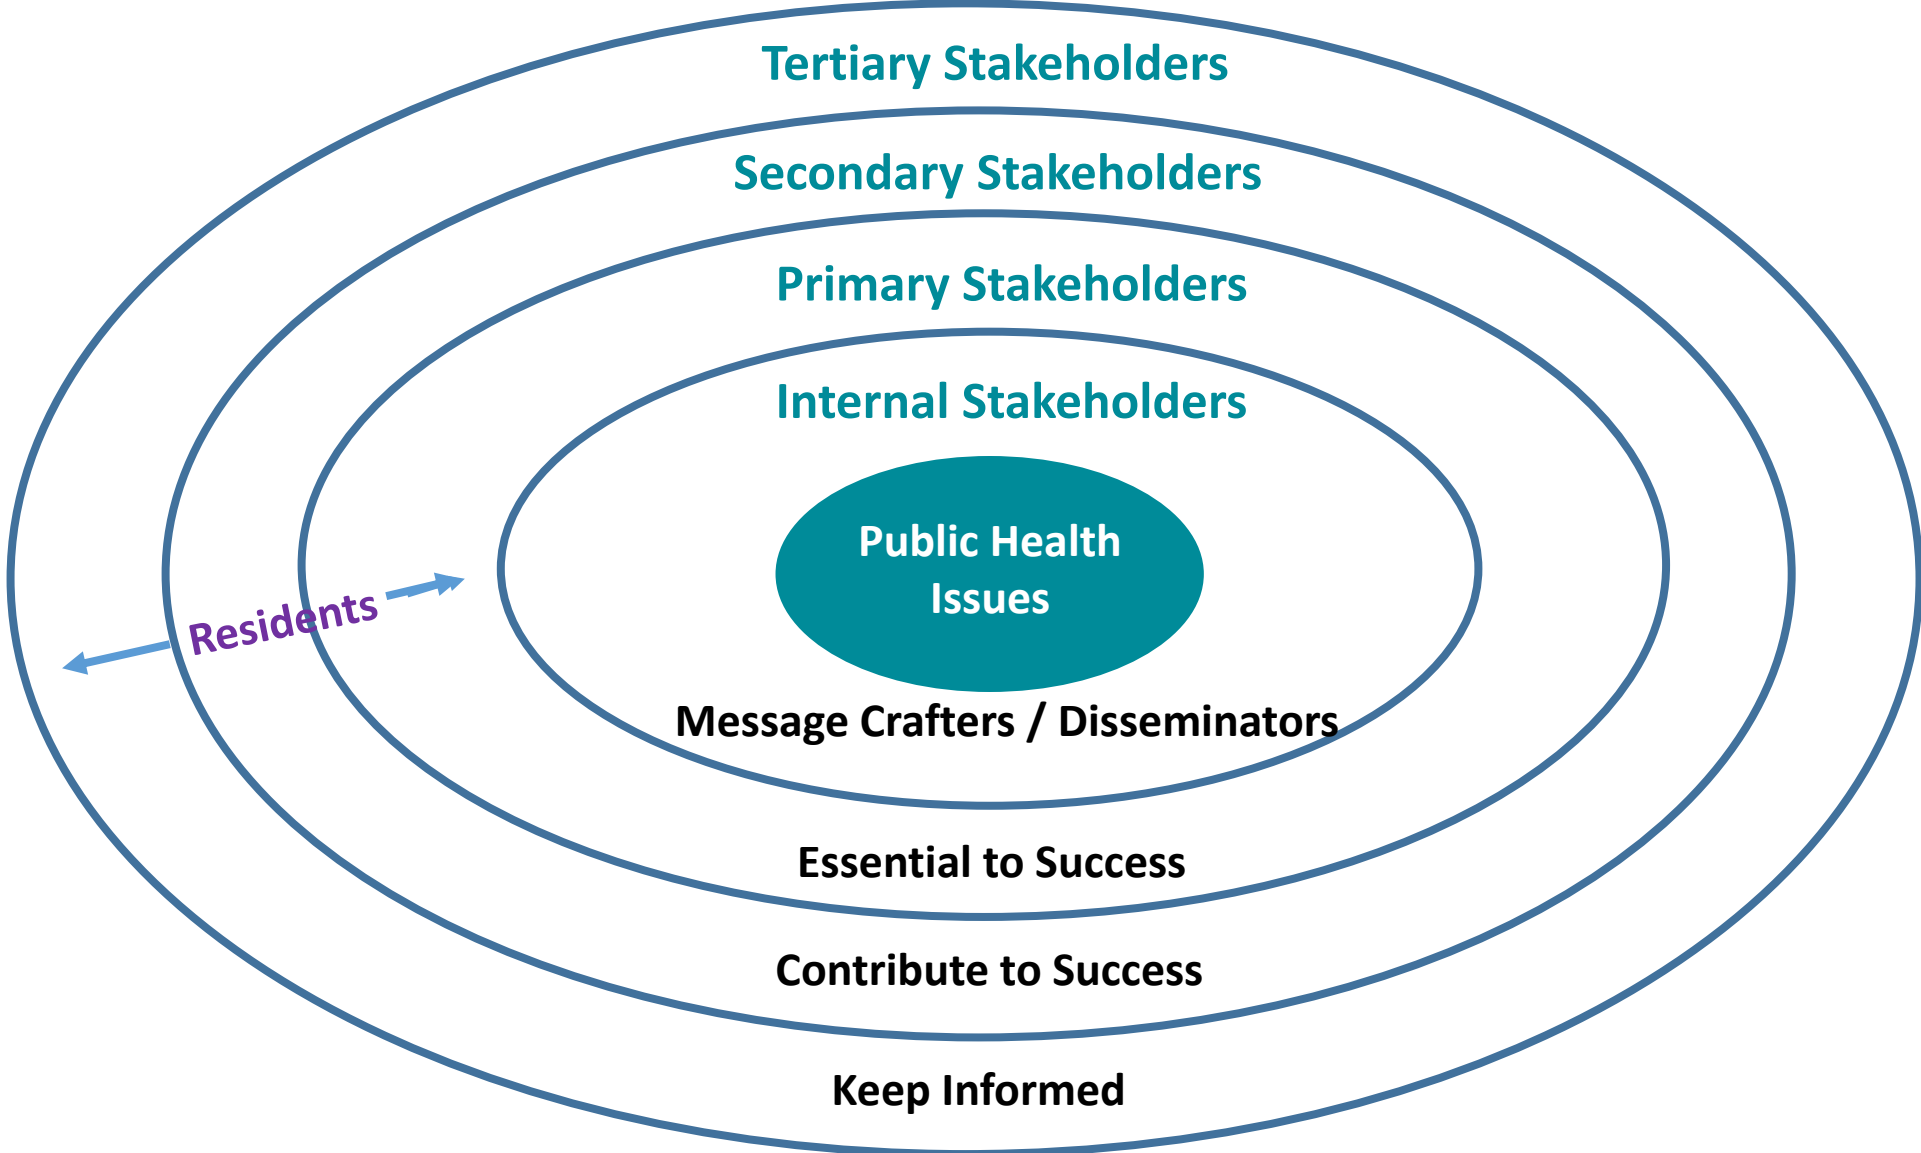 Tertiary Stakeholders
Secondary Stakeholders
Primary Stakeholders
Internal Stakeholders
Public Health
Issues
Residents
Message Crafters / Disseminators
Essential to Success
Contribute to Success
Keep Informed